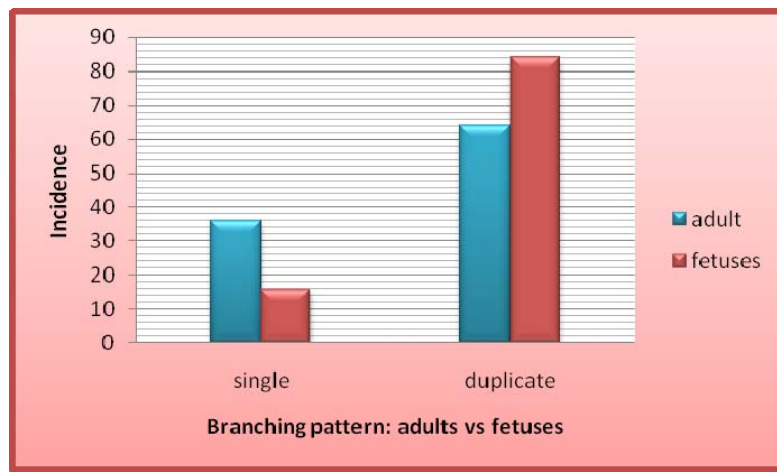 90
80
70
60
50
40
30
20
10
0
Incidence
single duplicate
Branching pattern: adults vs fetuses
adult
fetuses